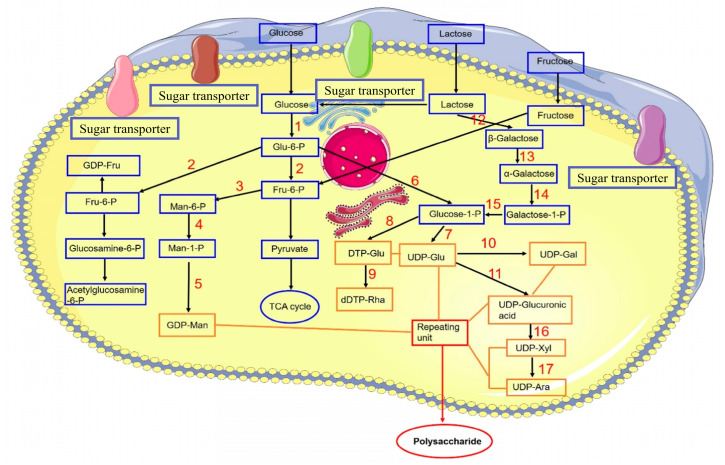 Glucose
Lactose
Fructose
Sugar transporter
Sugar transporter
Sugar transporter
Sugar transporter
Glucose
Lactose
Fructose
1
12
β-Galactose
GDP-Fru
2
Glu-6-P
2
13
α-Galactose
Fru-6-P
3
Fru-6-P
6
14
Man-6-P
15
Glucose-1-P
Galactose-1-P
4
8
7
Glucosamine-6-P
Man-1-P
Pyruvate
DTP-Glu
UDP-Glu
10
UDP-Gal
5
9
11
Acetylglucosamine
-6-P
TCA cycle
dDTP-Rha
UDP-Glucuronic
acid
GDP-Man
Repeating
unit
16
UDP-Xyl
17
UDP-Ara
Polysaccharide